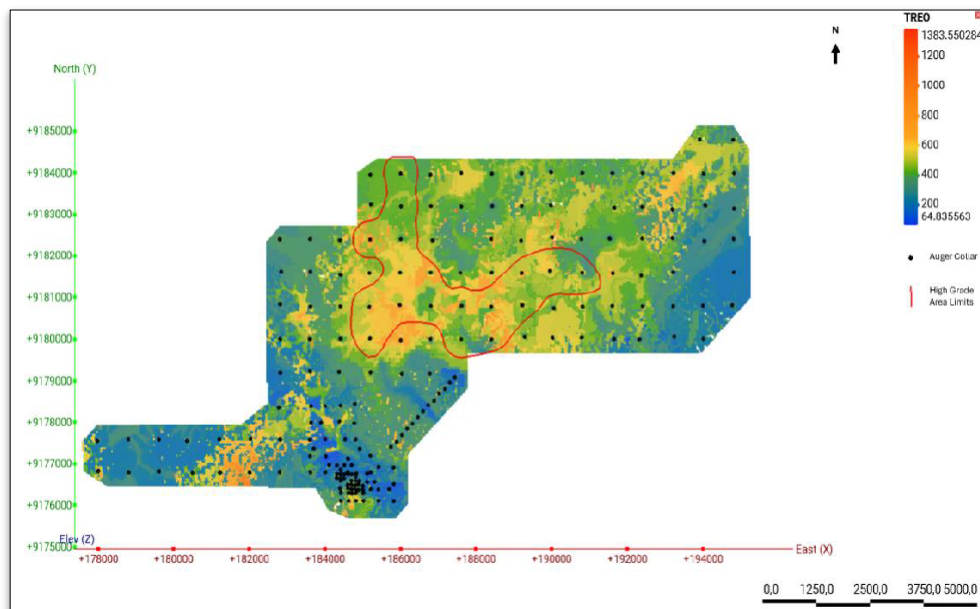 TREO
N
1383.550284
1200
1000
800
600
400
200
64.835563
Auger Collar
High Grade
Area Limits
North (Y)
+9185000
+9184000
+9183000
+9182000
+9181000
+9180000
+9179000
+9178000
+9177000
+9176000
+9175000
Elev (Z)
+178000 +180000 +182000 +184000 +186000 +188000 +190000 +192000 +194000
East (X)
0,0 1250,0 2500,0 3750,0 5000,0